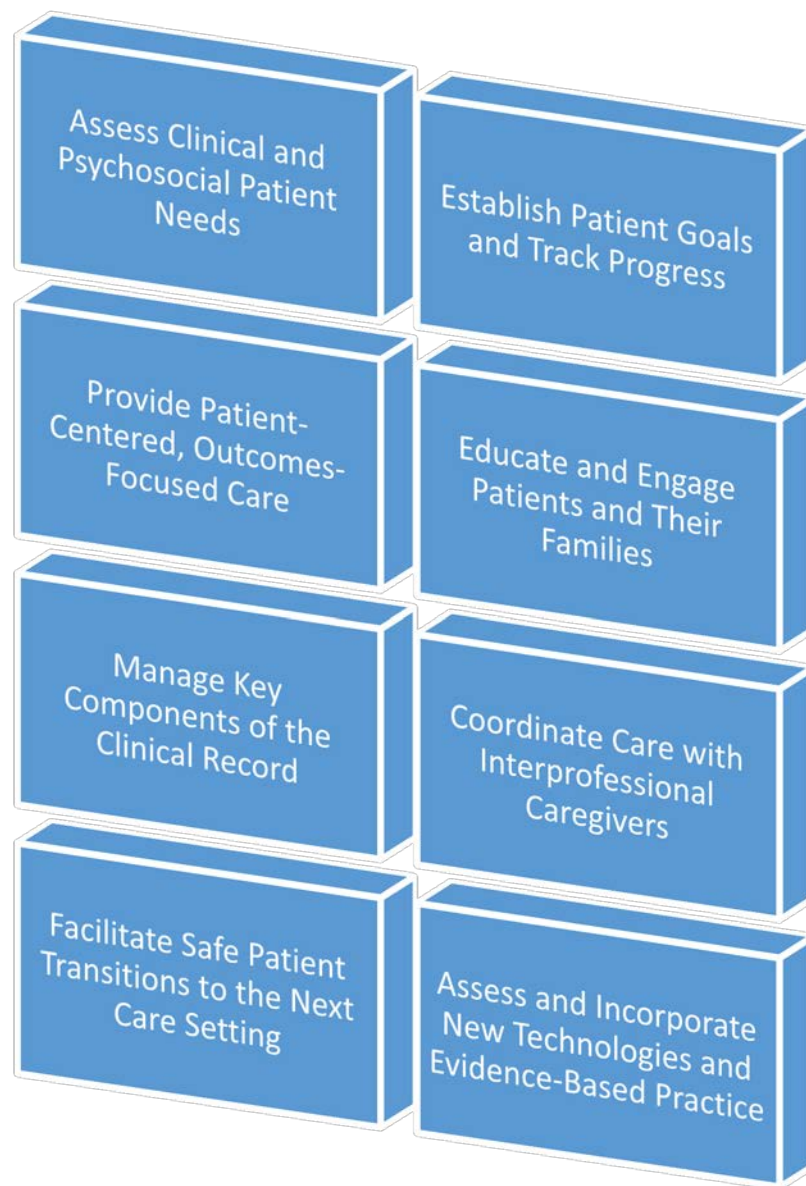 Assess Clinical and
Psychosocial Patient
Needs
Establish Patient Goals
and Track Progress
Provide Patient-
Centered, Outcomes-
Focused Care
Educate and Engage
Patients and Their
Families
Manage Key
Components of the
Clinical Record
Coordinate Care with
Interprofessional
Caregivers
Facilitate Safe Patient
Transitions to the Next
Care Setting
Assess and Incorporate
New Technologies and
Evidence-Based Practice